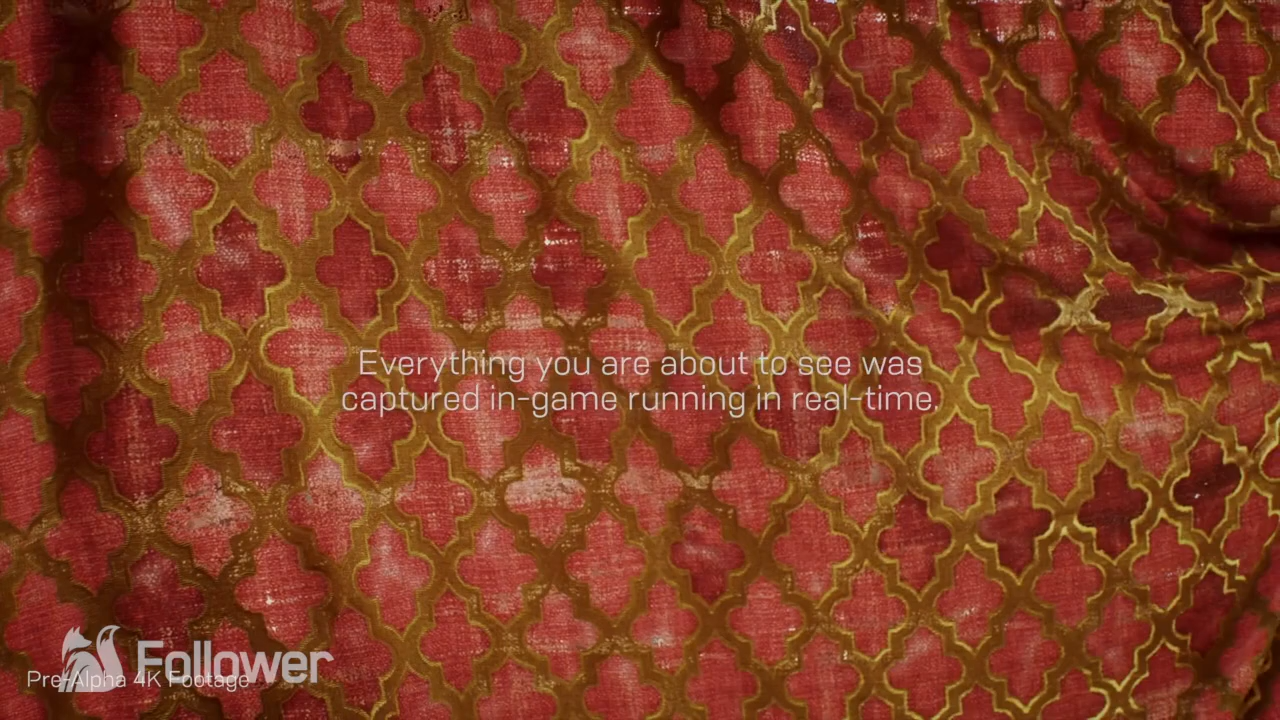 Everything you are about to see was
captured in-game running in real-time.
Follower
Pre-Alpha 4K Footage